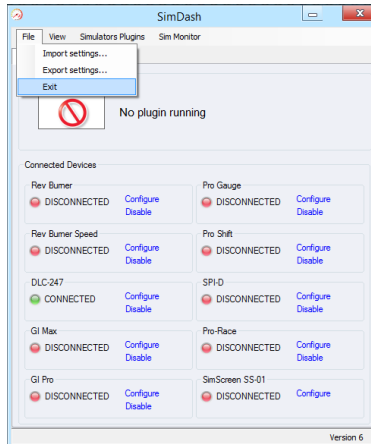 SimDash
File View Simulators Plugins Sim Monitor
Import settings...
Export settings...
Exit
No plugin running
Connected Devices
Rev Burner
DISCONNECTED Configure
Disable
Pro Gauge
DISCONNECTED Configure
Disable
Rev Burner Speed
DISCONNECTED Configure
Disable
Pro Shift
DISCONNECTED Configure
Disable
DLC-247
CONNECTED Configure
Disable
SPI-D
DISCONNECTED Configure
Disable
GI Max
DISCONNECTED Configure
Disable
Pro-Race
DISCONNECTED Configure
Disable
GI Pro
DISCONNECTED Configure
Disable
SimScreen SS-01
DISCONNECTED Configure
Version 6